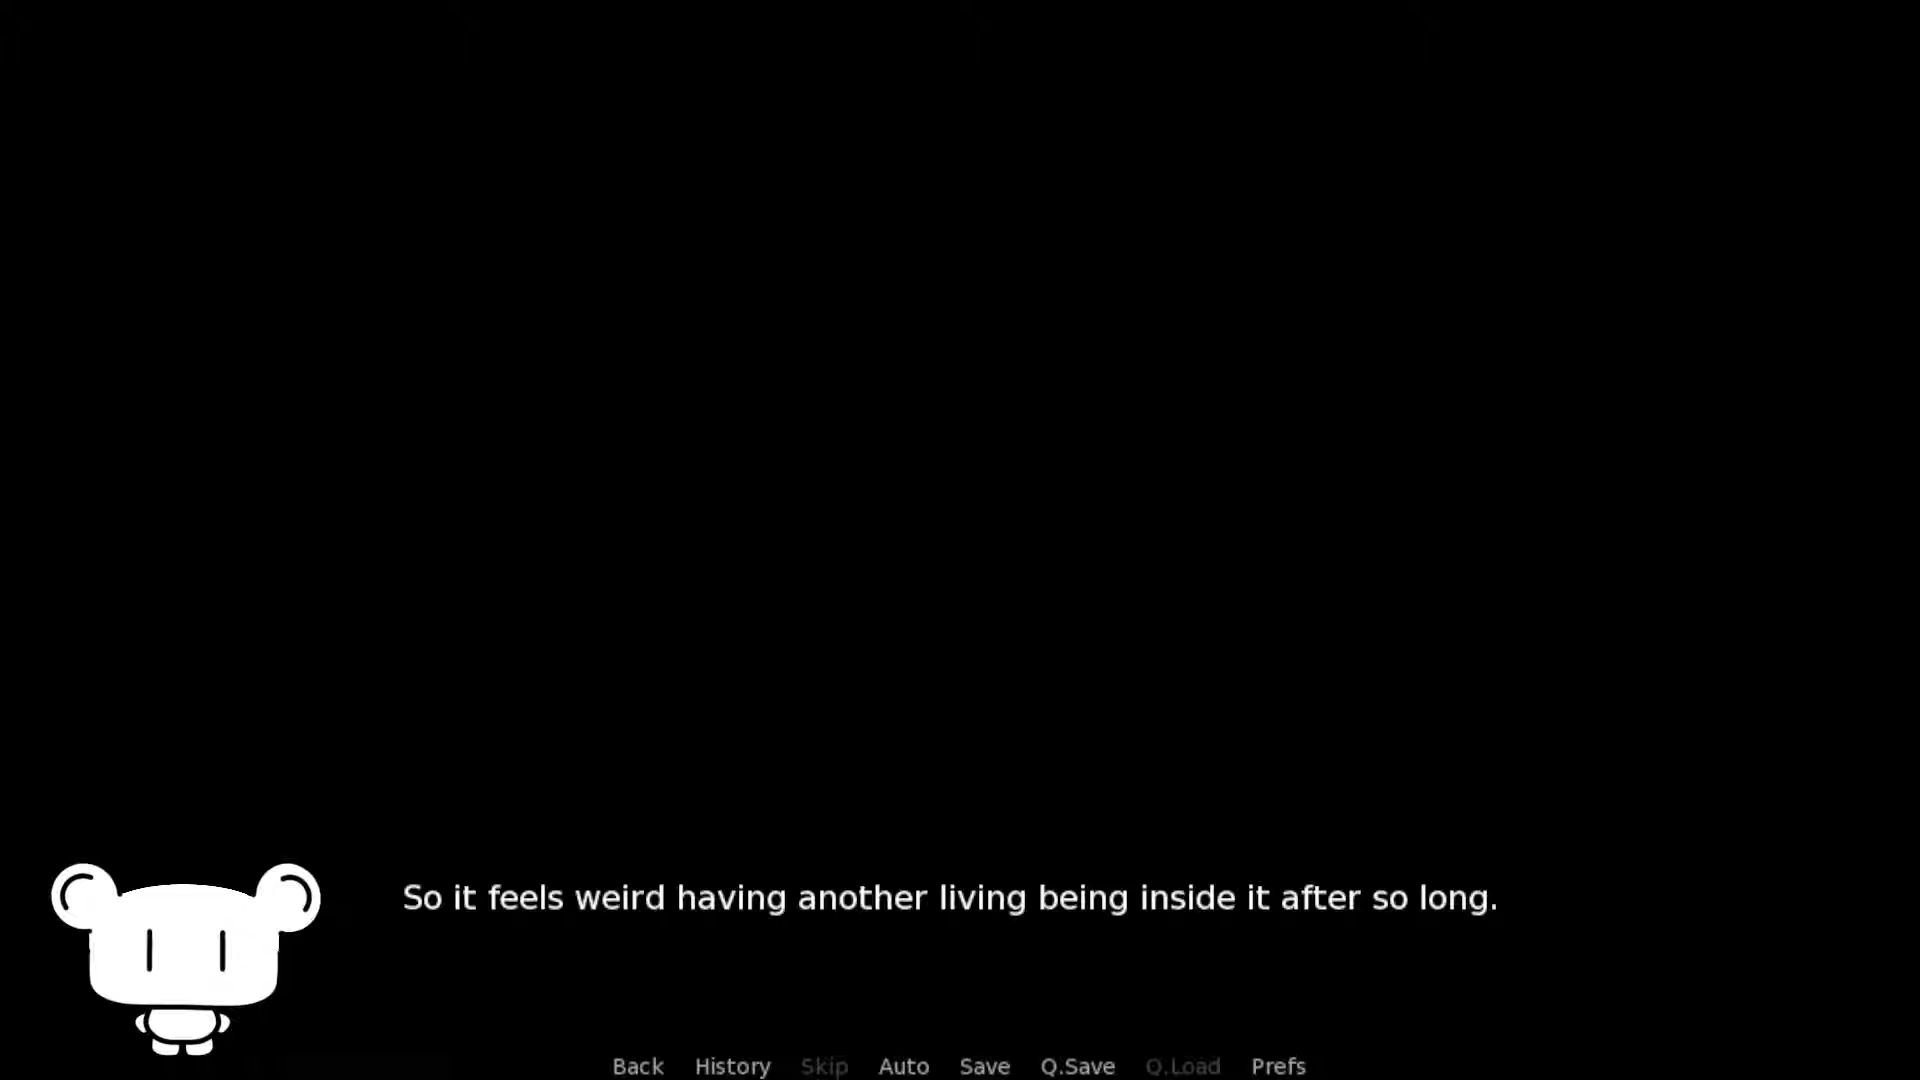 So it feels weird having another living being inside it after so long.
Back History Skip Auto Save Q.Save Q.Load Prefs